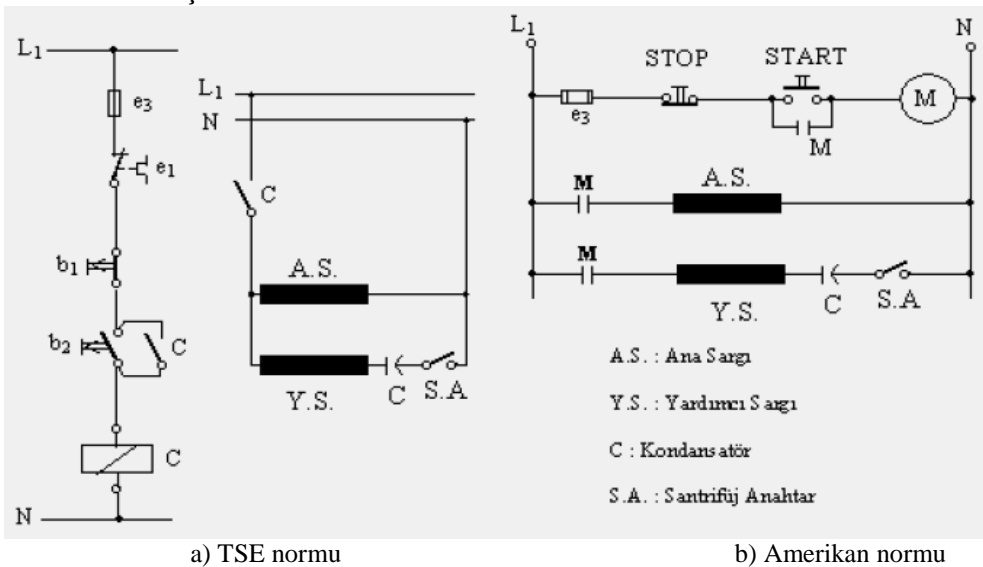 L1
e3
e1
b1
b2
C
C
N
L1
N
C
A.S.
Y.S.
C
S.A
L1
N
STOP
START
e3
M
M
M
A.S.
M
Y.S.
C
S.A
A.S. : Ana Sargı
Y.S. : Yardımcı Sargı
C : Kondansatör
S.A. : Santrifüj Anahtar
a) TSE normu
b) Amerikan normu